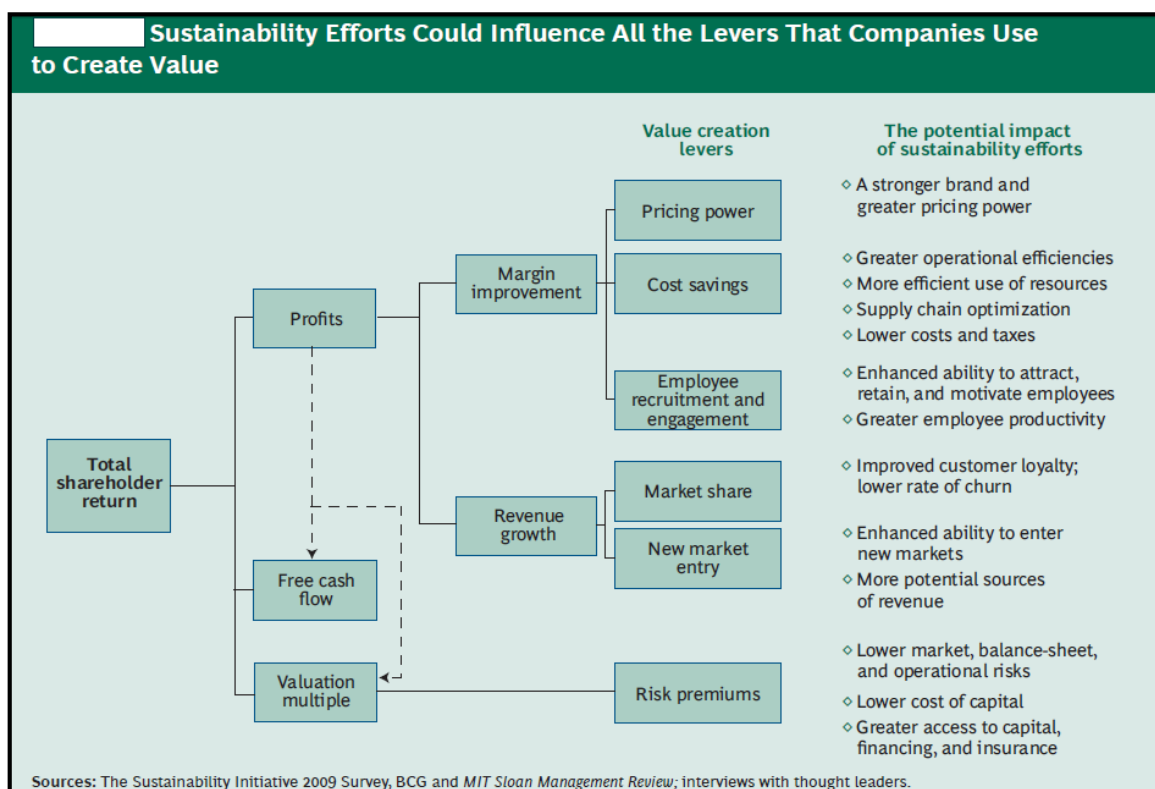 Sustainability Efforts Could Influence All the Levers That Companies Use
to Create Value
Value creation
levers
The potential impact
of sustainability efforts
Total
shareholder
return
Profits
Free cash
flow
Valuation
multiple
Margin
improvement
Revenue
growth
Pricing power
Cost savings
Employee
recruitment and
engagement
Market share
New market
entry
Risk premiums
◇ A stronger brand and
greater pricing power
◇ Greater operational efficiencies
◇ More efficient use of resources
◇ Supply chain optimization
◇ Lower costs and taxes
◇ Enhanced ability to attract,
retain, and motivate employees
◇ Greater employee productivity
◇ Improved customer loyalty;
lower rate of churn
◇ Enhanced ability to enter
new markets
◇ More potential sources
of revenue
◇ Lower market, balance-sheet,
and operational risks
◇ Lower cost of capital
◇ Greater access to capital,
financing, and insurance
Sources: The Sustainability Initiative 2009 Survey, BCG and MIT Sloan Management Review; interviews with thought leaders.